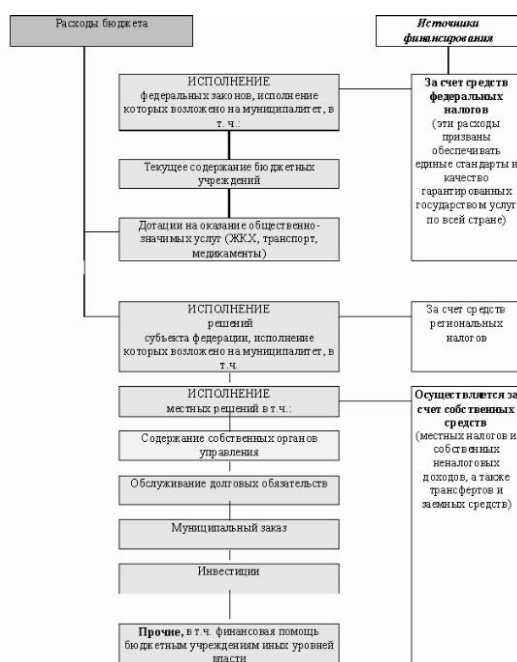 Расходы бюджета
Источники
финансирования
ИСПОЛНЕНИЕ
федеральных законов, исполнение
которых возложено на муниципалитет, в
т. ч.:
За счет средств
федеральных
налогов
(эти расходы
призваны
обеспечивать
единые стандарты и
качество
гарантированных
государством услуг
по всей стране)
Текущее содержание бюджетных
учреждений
Дотации на оказание общественно-
значимых услуг (ЖКХ, транспорт,
медикаменты)
ИСПОЛНЕНИЕ
решений
субъекта федерации, исполнение
которых возложено на муниципалитет, в
т.ч.
За счет средств
региональных
налогов
ИСПОЛНЕНИЕ
местных решений в т.ч.:
Осуществляется за
счет собственных
средств
(местных налогов и
собственных
неналоговых
доходов, а также
трансфертов и
заемных средств)
Содержание собственных органов
управления
Обслуживание долговых обязательств
Муниципальный заказ
Инвестиции
Прочие, в т.ч. финансовая помощь
бюджетным учреждениям иных уровней
власти